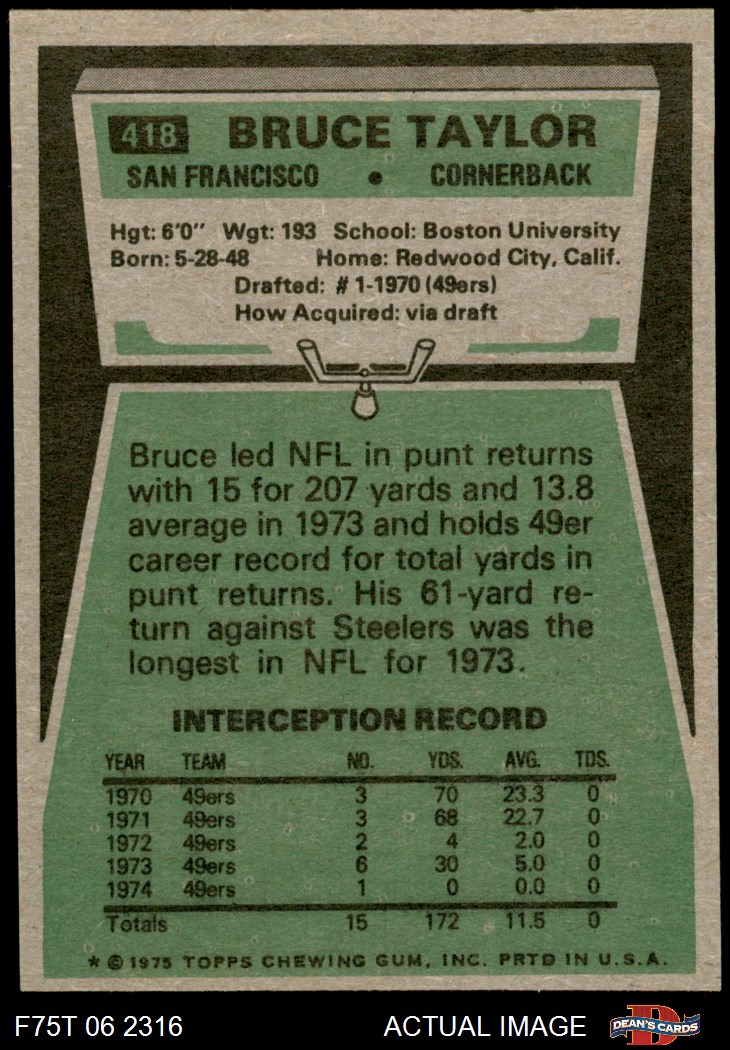 418 BRUCE TAYLOR
SAN FRANCISCO • CORNERBACK
Hgt: 6'0" Wgt: 193 School: Boston University
Born: 5-28-48 Home: Redwood City, Calif.
Drafted: #1-1970 (49ers)
How Acquired: via draft
Bruce led NFL in punt returns
with 15 for 207 yards and 13.8
average in 1973 and holds 49er
career record for total yards in
punt returns. His 61-yard re-
turn against Steelers was the
longest in NFL for 1973.
INTERCEPTION RECORD
YEAR TEAM NO. YDS. AVG. TDS.
1970 49ers 3 70 23.3 0
1971 49ers 3 68 22.7 0
1972 49ers 2 4 2.0 0
1973 49ers 6 30 5.0 0
1974 49ers 1 0 0.0 0
Totals 15 172 11.5 0
* © 1975 TOPPS CHEWING GUM, INC. PRTD IN U.S.A.
F75T 06 2316 ACTUAL IMAGE D DEAN'S CARDS